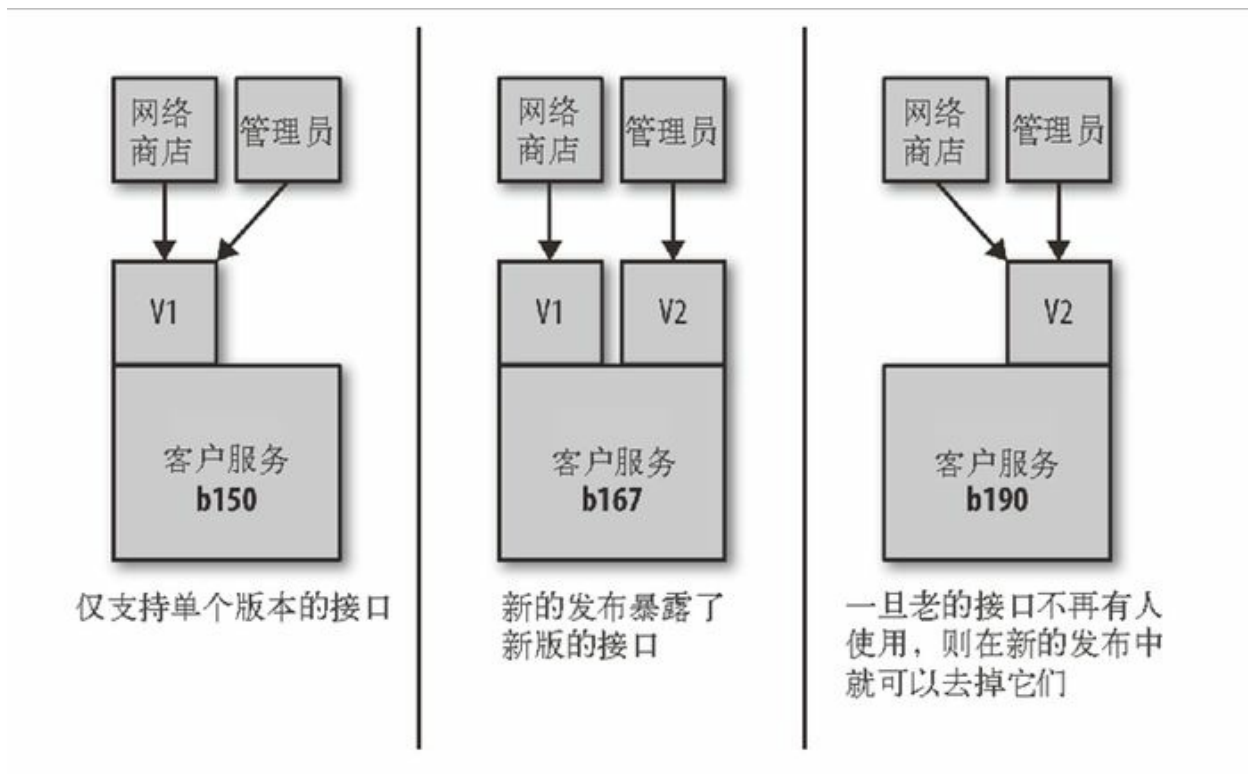 网络
商店
管理员
V1
客户服务
b150
仅支持单个版本的接口
网络
商店
管理员
V1
V2
客户服务
b167
新的发布暴露了
新版的接口
网络
商店
管理员
V2
客户服务
b190
一旦老的接口不再有人
使用，则在新的发布中
就可以去掉它们